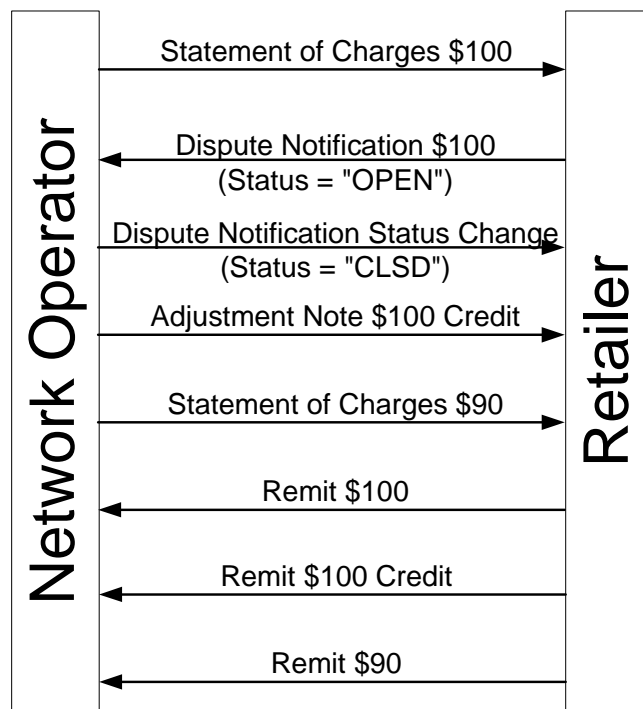 Network Operator
Statement of Charges $100
Dispute Notification $100
(Status = "OPEN")
Dispute Notification Status Change
(Status = "CLSD")
Adjustment Note $100 Credit
Statement of Charges $90
Remit $100
Remit $100 Credit
Remit $90
Retailer